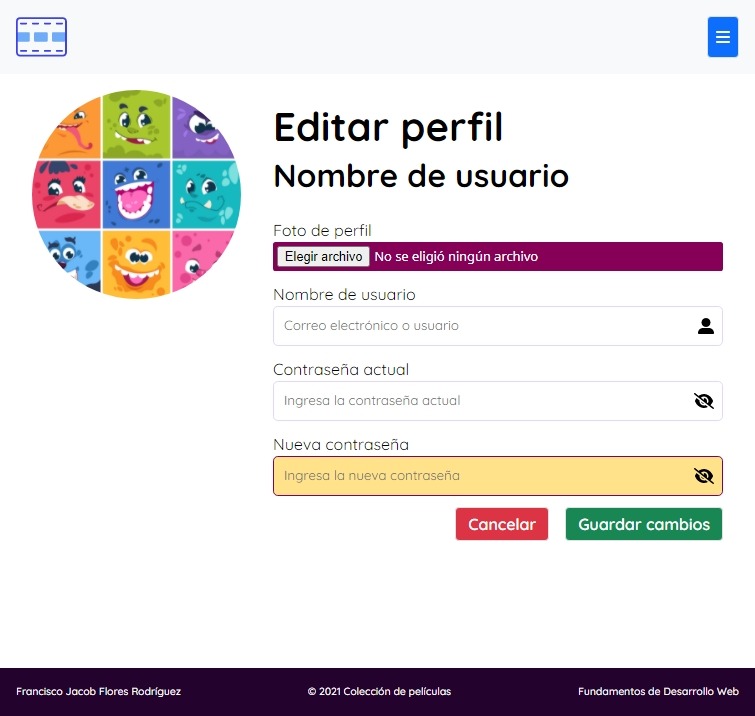 Editar perfil
Nombre de usuario
Foto de perfil
Elegir archivo No se eligió ningún archivo
Nombre de usuario
Correo electrónico o usuario
Contraseña actual
Ingresa la contraseña actual
Nueva contraseña
Ingresa la nueva contraseña
Cancelar Guardar cambios
Francisco Jacob Flores Rodríguez © 2021 Colección de películas Fundamentos de Desarrollo Web